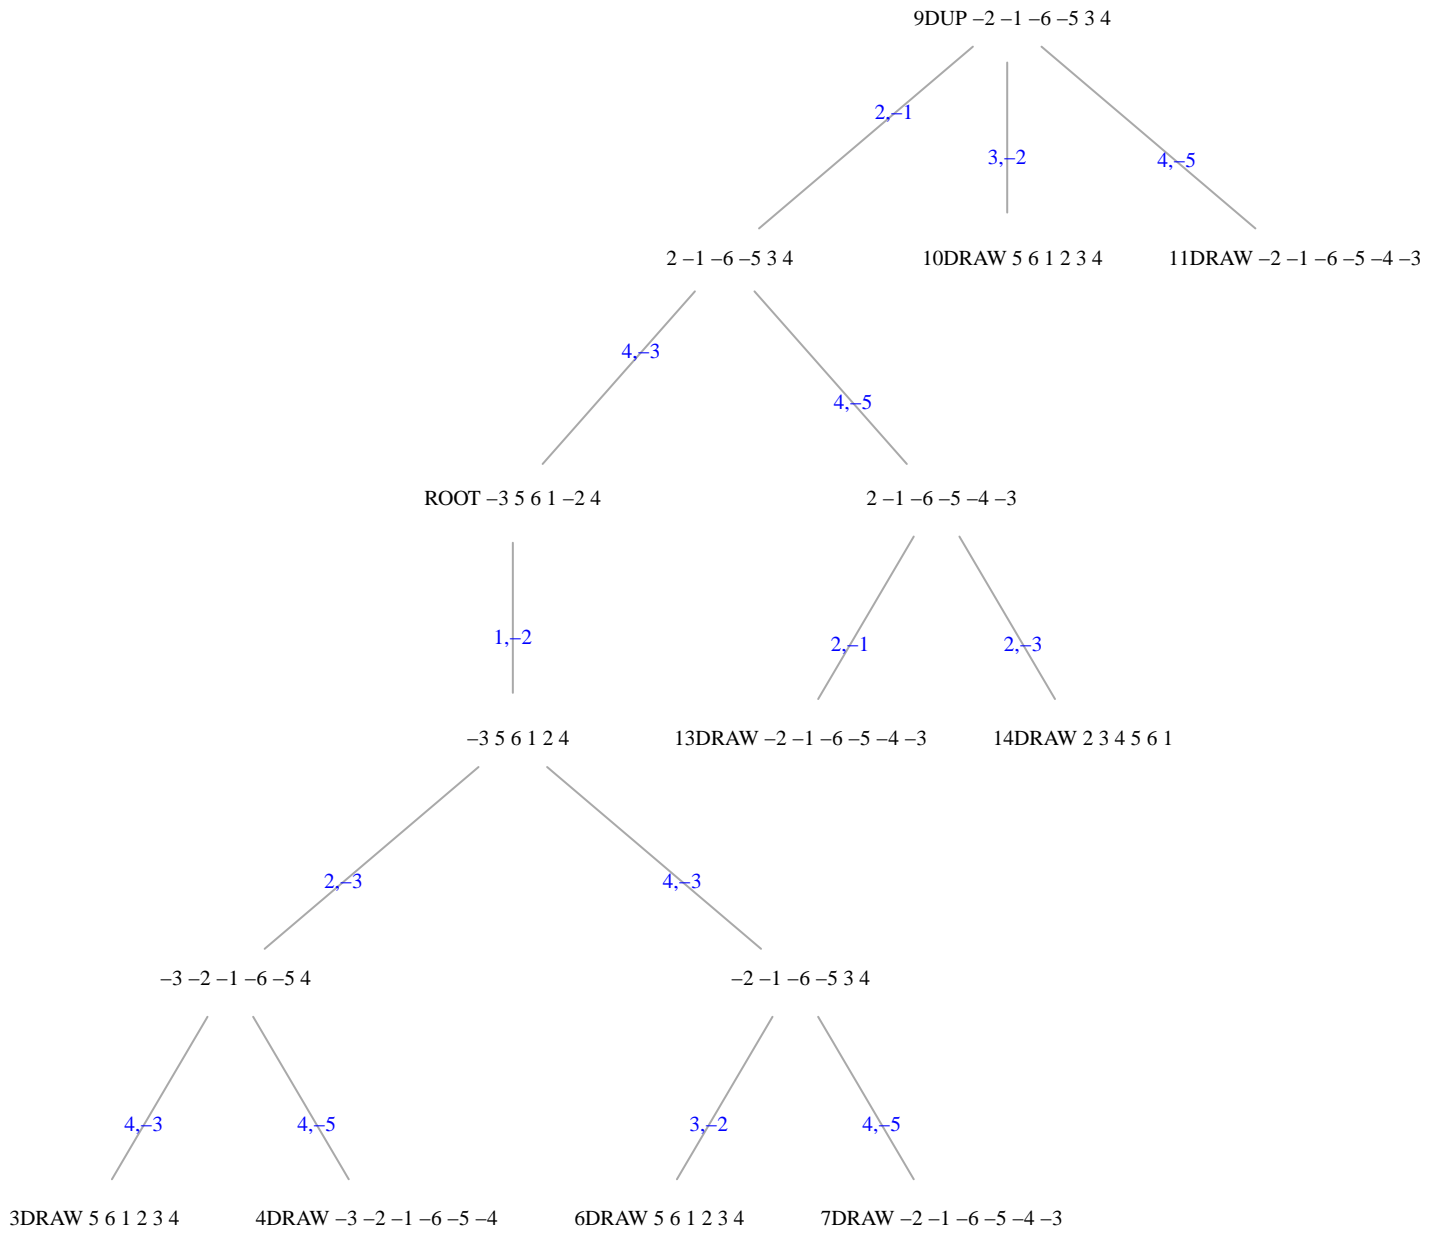 9DUP –2 –1 –6 –5 3 4
2,–1
3,–2
4,–5
2 –1 –6 –5 3 4
10DRAW 5 6 1 2 3 4
11DRAW –2 –1 –6 –5 –4 –3
4,–3
4,–5
ROOT –3 5 6 1 –2 4
2 –1 –6 –5 –4 –3
1,–2
2,–1
2,–3
–3 5 6 1 2 4
13DRAW –2 –1 –6 –5 –4 –3
14DRAW 2 3 4 5 6 1
2,–3
4,–3
–3 –2 –1 –6 –5 4
–2 –1 –6 –5 3 4
4,–3
4,–5
3,–2
4,–5
3DRAW 5 6 1 2 3 4
4DRAW –3 –2 –1 –6 –5 –4
6DRAW 5 6 1 2 3 4
7DRAW –2 –1 –6 –5 –4 –3